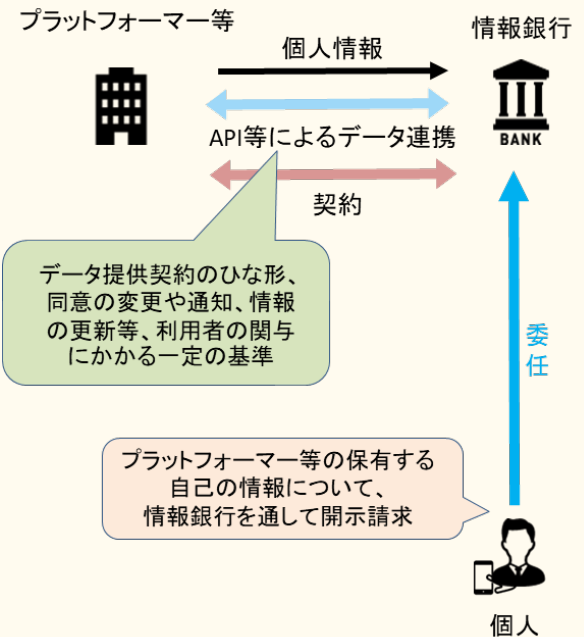 プラットフォーマー等
情報銀行
個人情報
BANK
API等によるデータ連携
契約
データ提供契約のひな形、
同意の変更や通知、情報
の更新等、利用者の関与
にかかる一定の基準
委任
プラットフォーマー等の保有する
自己の情報について、
情報銀行を通して開示請求
個人